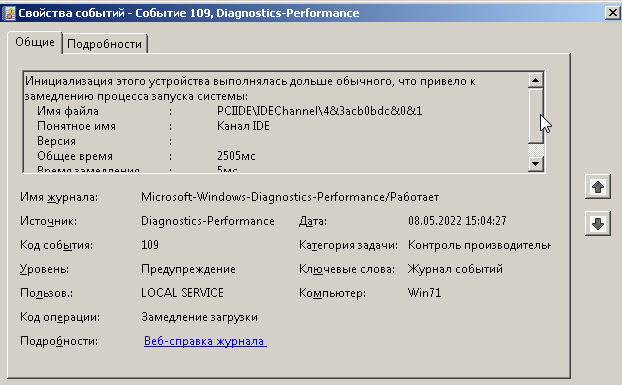 Свойства событий - Событие 109, Diagnostics-Performance
Общие Подробности
Инициализация этого устройства выполнялась дольше обычного, что привело к
замедлению процесса запуска системы:
Имя файла : PCIIDE\IDEChannel\4&3acb0bdc&0&1
Понятное имя : Канал IDE
Версия :
Общее время : 2505мс
Время замедления : 5мс
Имя журнала: Microsoft-Windows-Diagnostics-Performance/Работает
Источник: Diagnostics-Performance Дата: 08.05.2022 15:04:27
Код события: 109 Категория задачи: Контроль производительн
Уровень: Предупреждение Ключевые слова: Журнал событий
Пользов.: LOCAL SERVICE Компьютер: Win71
Код операции: Замедление загрузки
Подробности: Веб-справка журнала